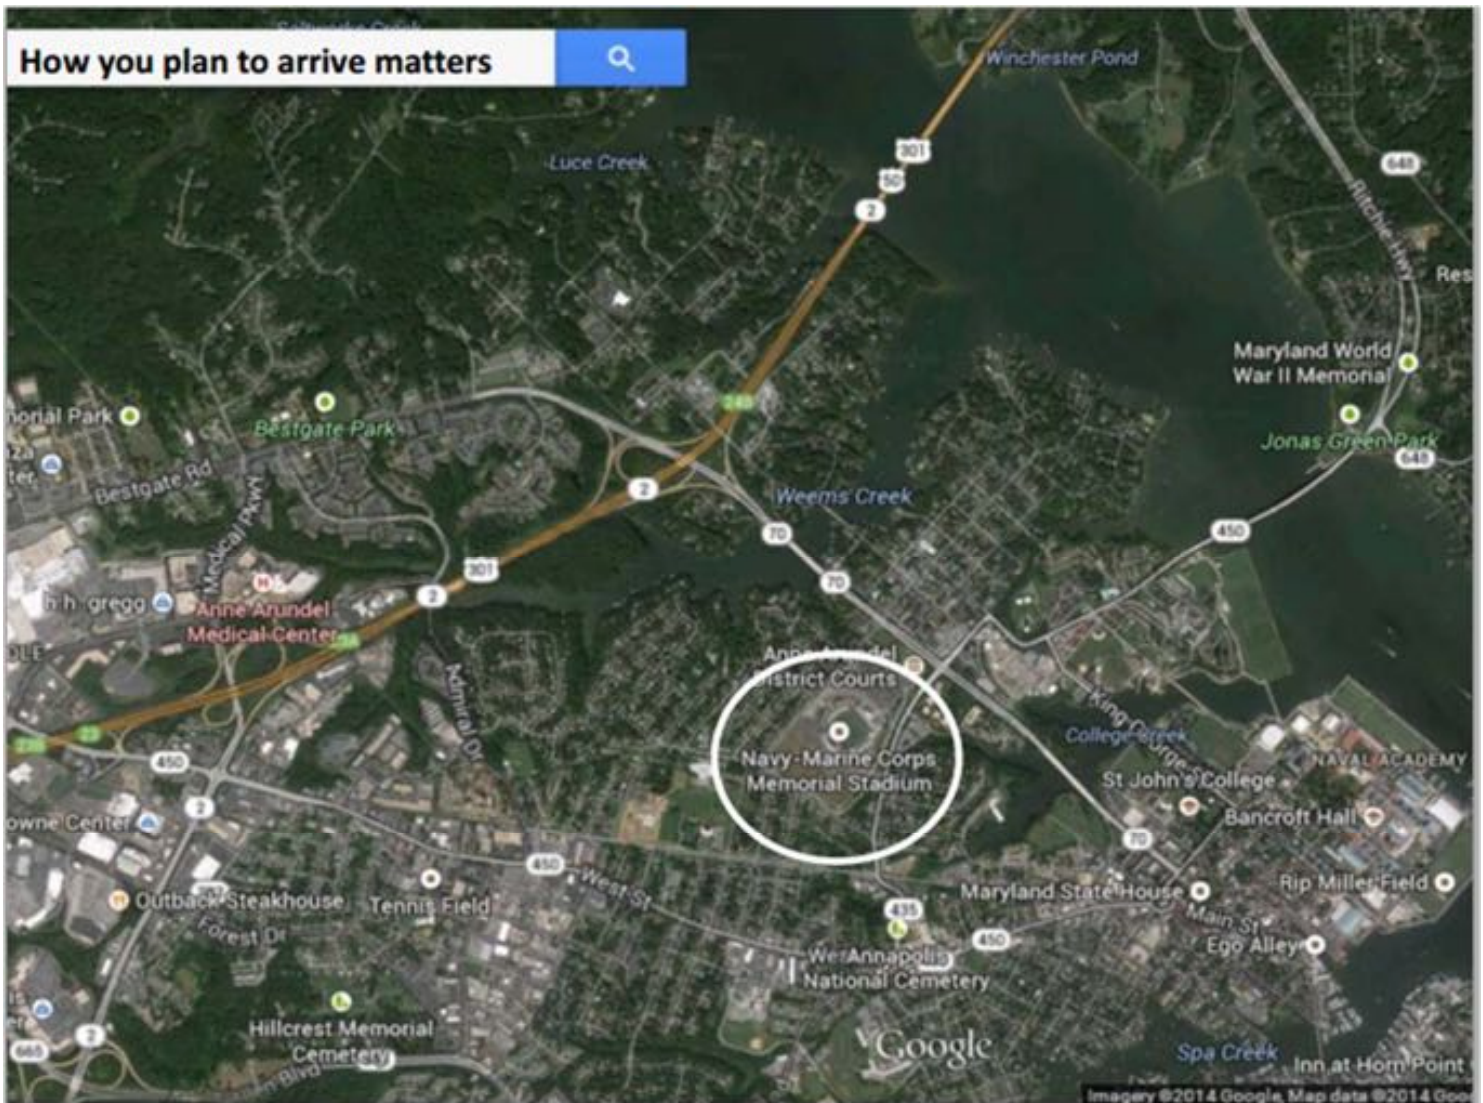 How you plan to arrive matters
Winchester Pond
301
50
2
Luce Creek
648
Ritchie Hwy
Res
Maryland World
War II Memorial
Jonas Green Park
648
orial Park
Bestgate Park
Bestgate Rd
Medical Pkwy
2
Weems Creek
70
450
301
2
70
h h gregg
Anne Arundel
Medical Center
Admiral Dr
Anne Arundel
District Courts
Navy-Marine Corps
Memorial Stadium
King George St
College Creek
NAVAL ACADEMY
St John's College
Bancroft Hall
23
450
2
owne Center
70
450
West St
Outback Steakhouse
Forest Dr
Tennis Field
Maryland State House
Rip Miller Field
Main St
Ego Alley
435
450
Annapolis
National Cemetery
Hillcrest Memorial
Cemetery
2
665
Google
Spa Creek
Inn at Horn Point
Imagery ©2014 Google, Map data ©2014 Goo